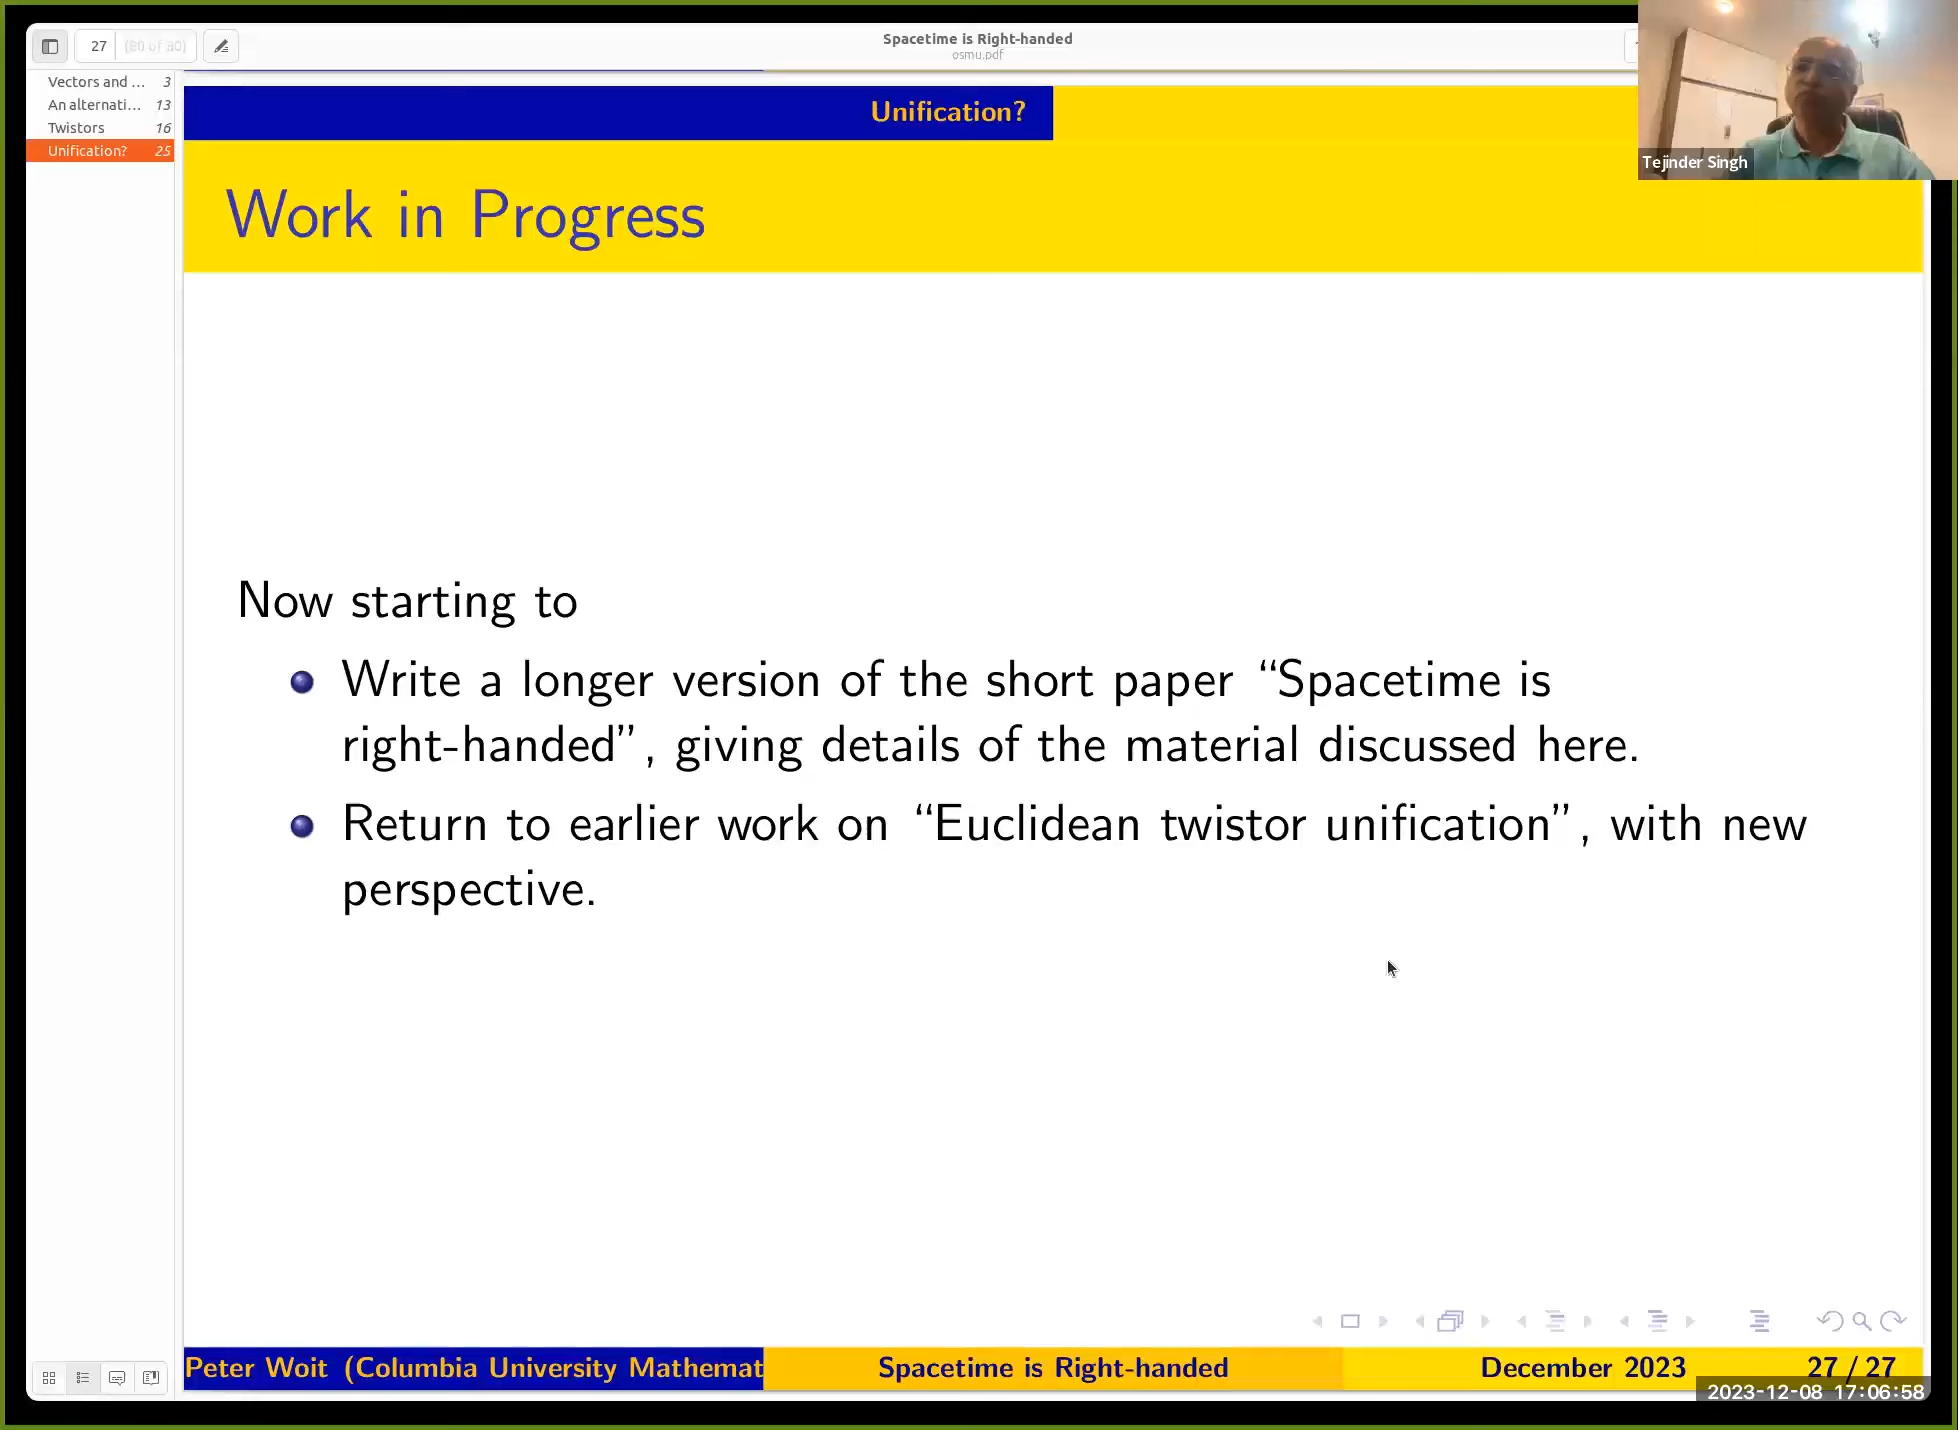 27 (80 of 80)
Spacetime is Right-handed
osmu.pdf
Vectors and ... 3
An alternati... 13
Twistors 16
Unification? 25
Tejinder Singh
Unification?
Work in Progress
Now starting to
Write a longer version of the short paper “Spacetime is
right-handed”, giving details of the material discussed here.
Return to earlier work on “Euclidean twistor unification”, with new
perspective.
Peter Woit (Columbia University Mathemat
Spacetime is Right-handed
December 2023
27 / 27
2023-12-08 17:06:58